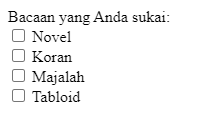 Bacaan yang Anda sukai:
Novel
Koran
Majalah
Tabloid